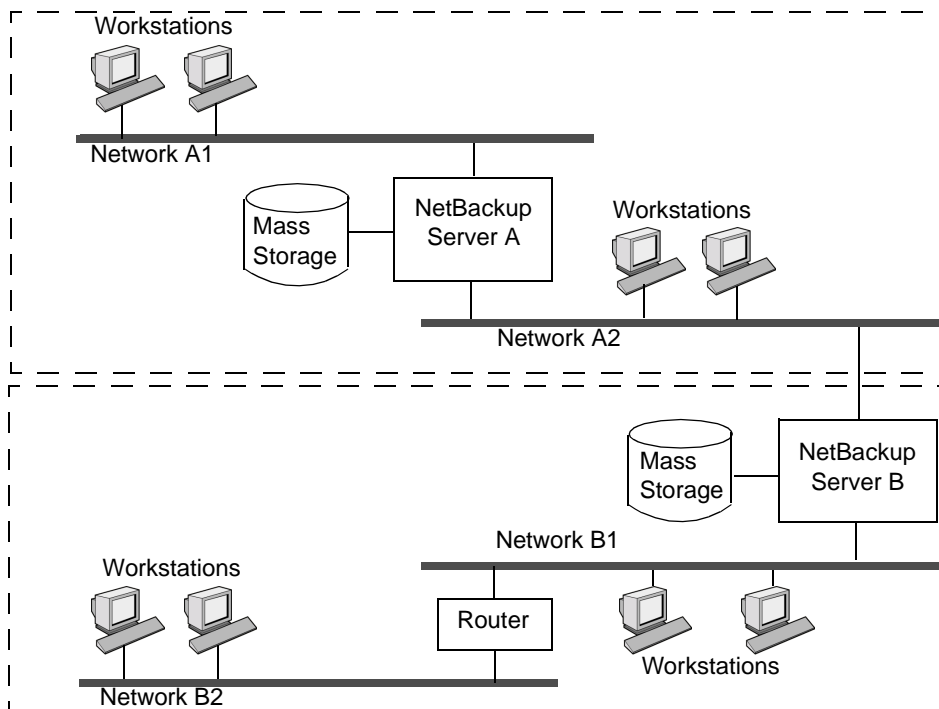 Workstations
Network A1
NetBackup
Server A
Mass
Storage
Workstations
Network A2
NetBackup
Server B
Mass
Storage
Network B1
Workstations
Router
Workstations
Network B2